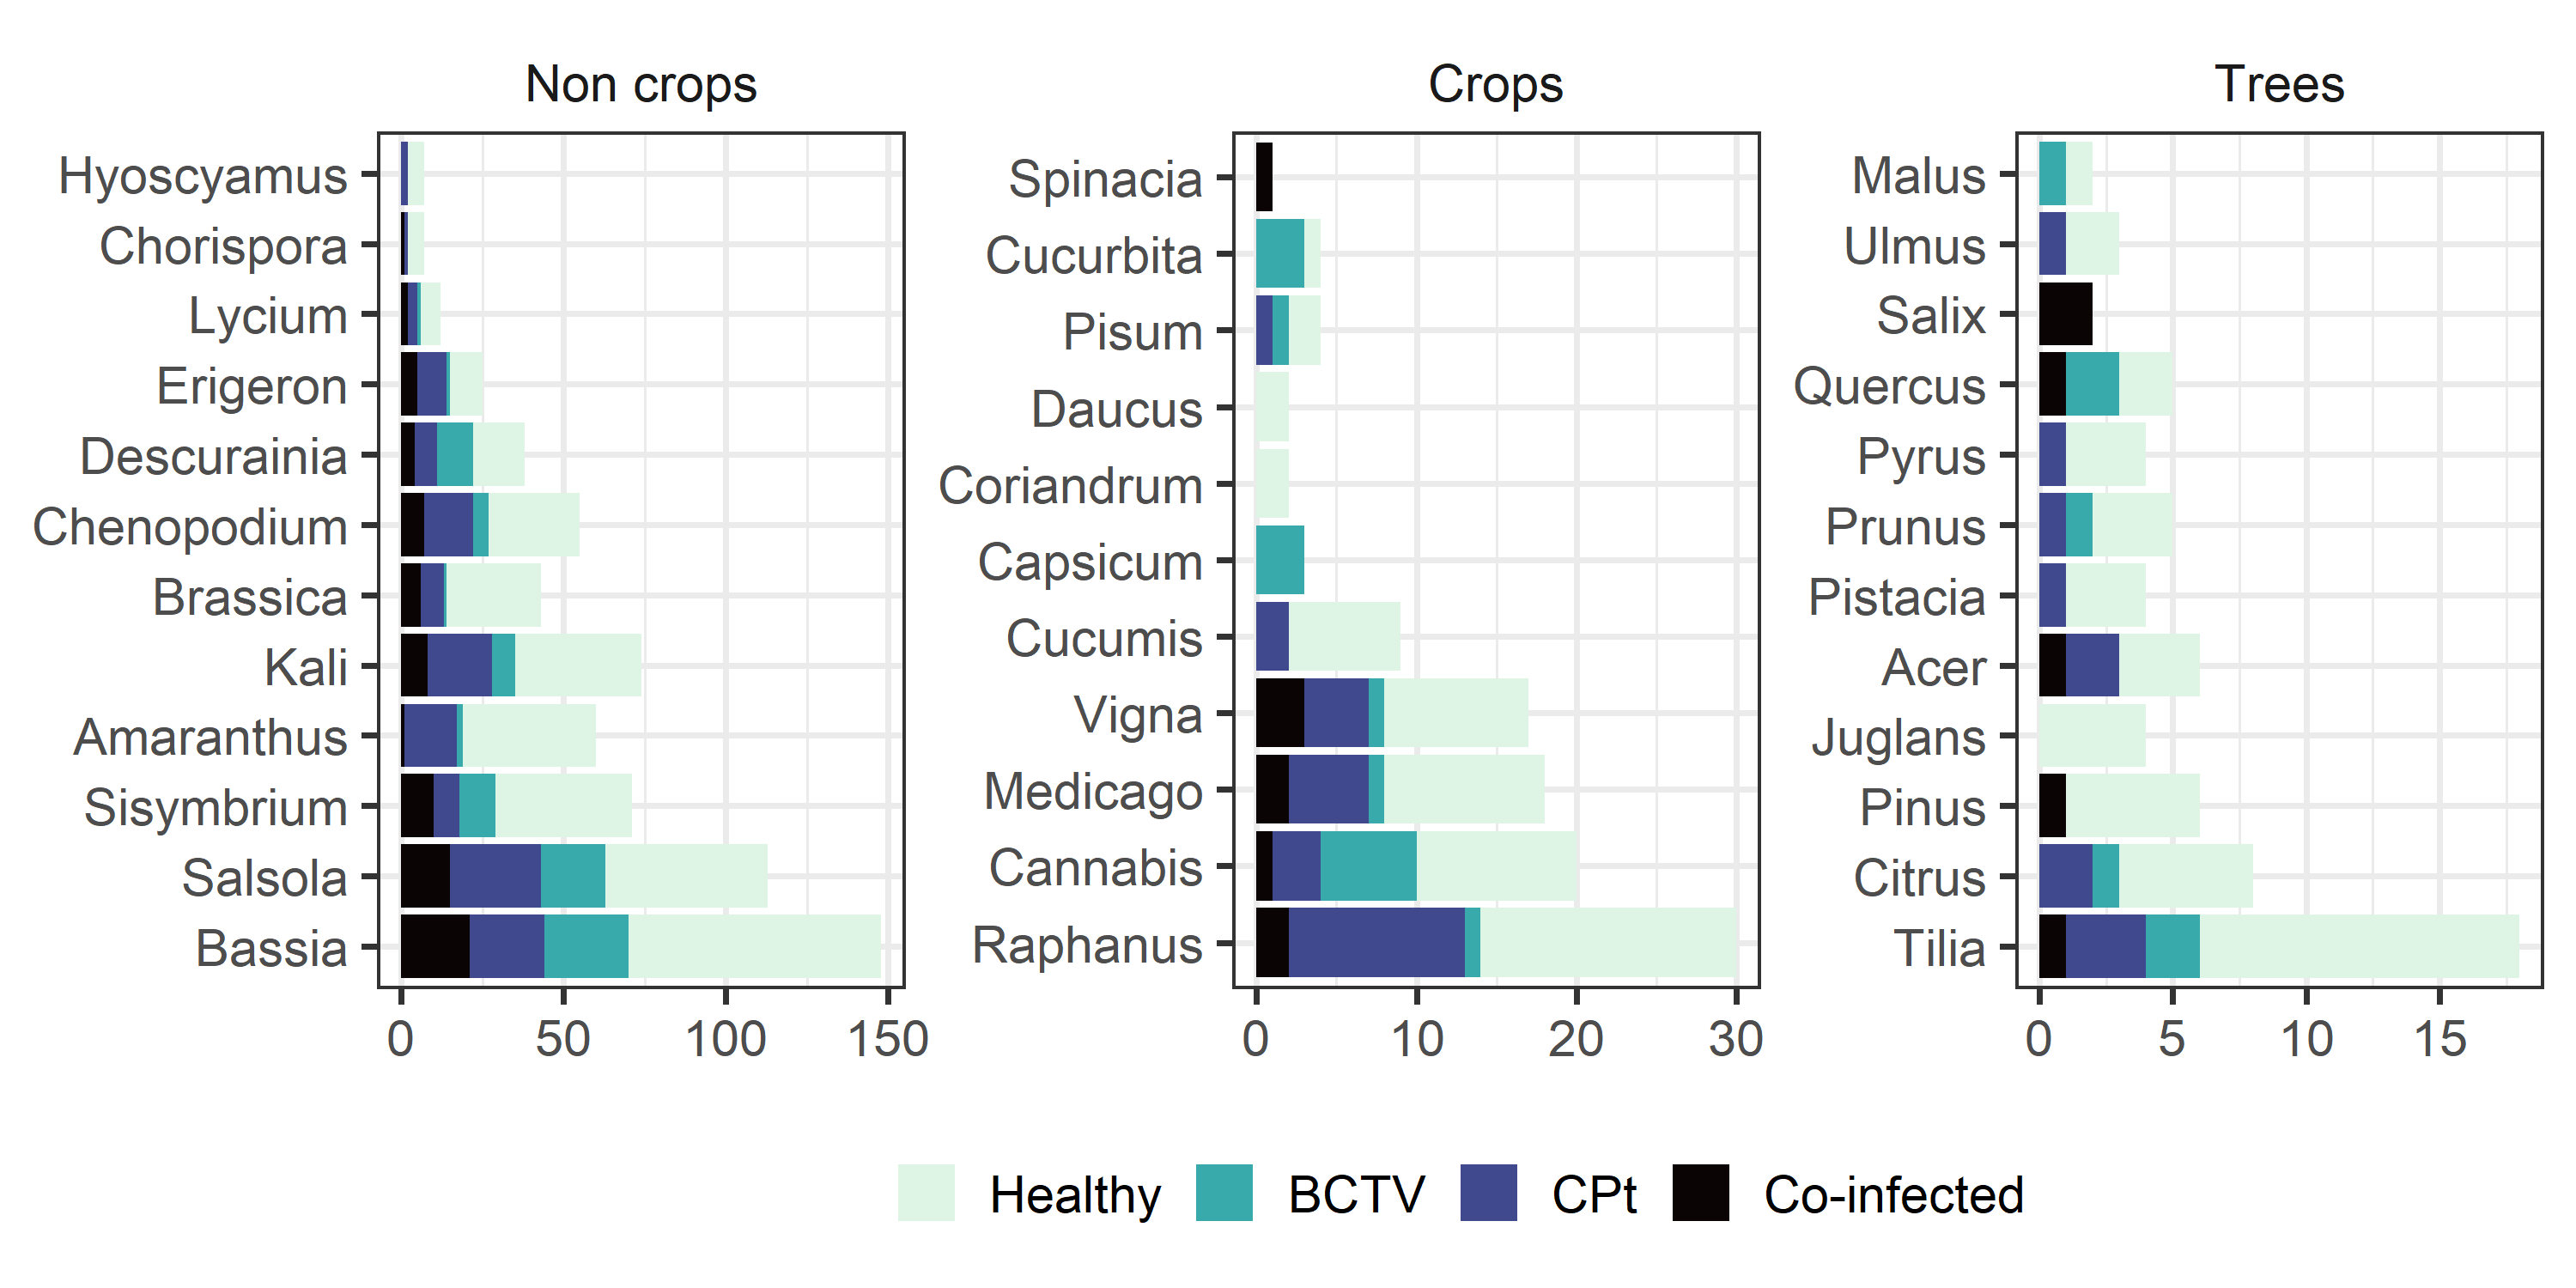 Non crops
Hyoscyamus
Chorispora
Lycium
Erigeron
Descurainia
Chenopodium
Brassica
Kali
Amaranthus
Sisymbrium
Salsola
Bassia
0 50 100 150
Crops
Spinacia
Cucurbita
Pisum
Daucus
Coriandrum
Capsicum
Cucumis
Vigna
Medicago
Cannabis
Raphanus
0 10 20 30
Trees
Malus
Ulmus
Salix
Quercus
Pyrus
Prunus
Pistacia
Acer
Juglans
Pinus
Citrus
Tilia
0 5 10 15
Healthy BCTV CPt Co-infected